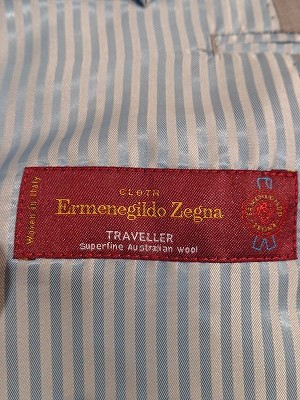 CLOTH
Ermenegildo Zegna
TRAVELLER
superfine Australian wool
Woven in Italy